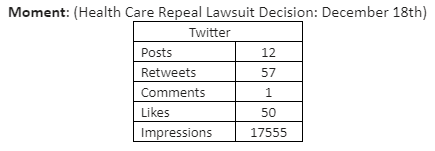 Moment: (Health Care Repeal Lawsuit Decision: December 18th)
Twitter
Posts 12
Retweets 57
Comments 1
Likes 50
Impressions 17555